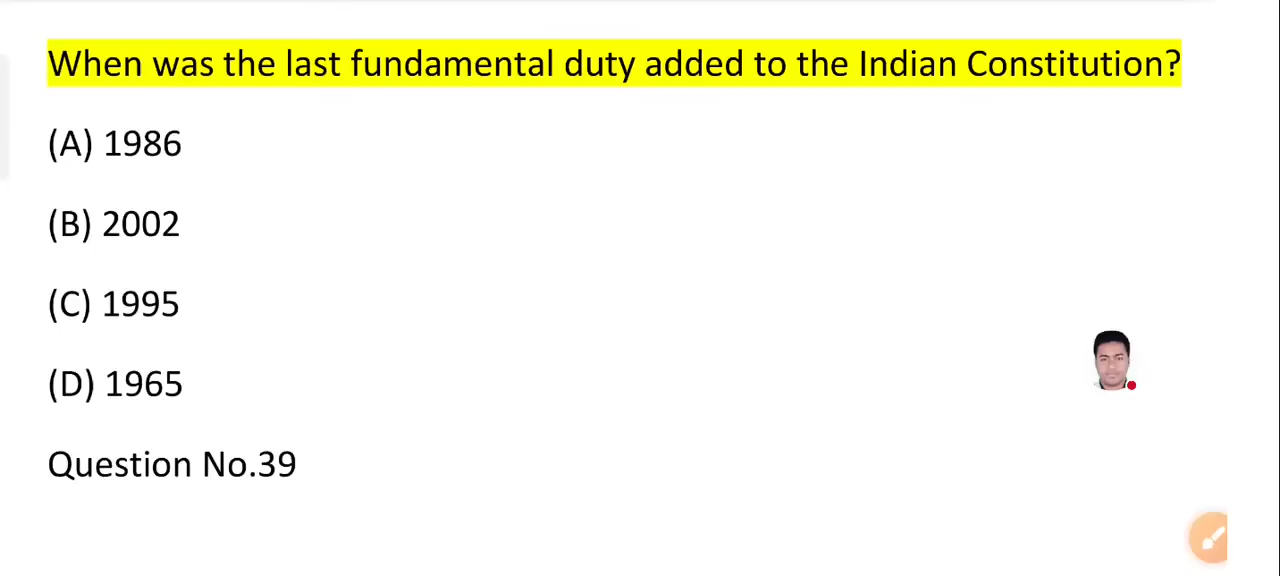 When was the last fundamental duty added to the Indian Constitution?
(A) 1986
(B) 2002
(C) 1995
(D) 1965
Question No.39